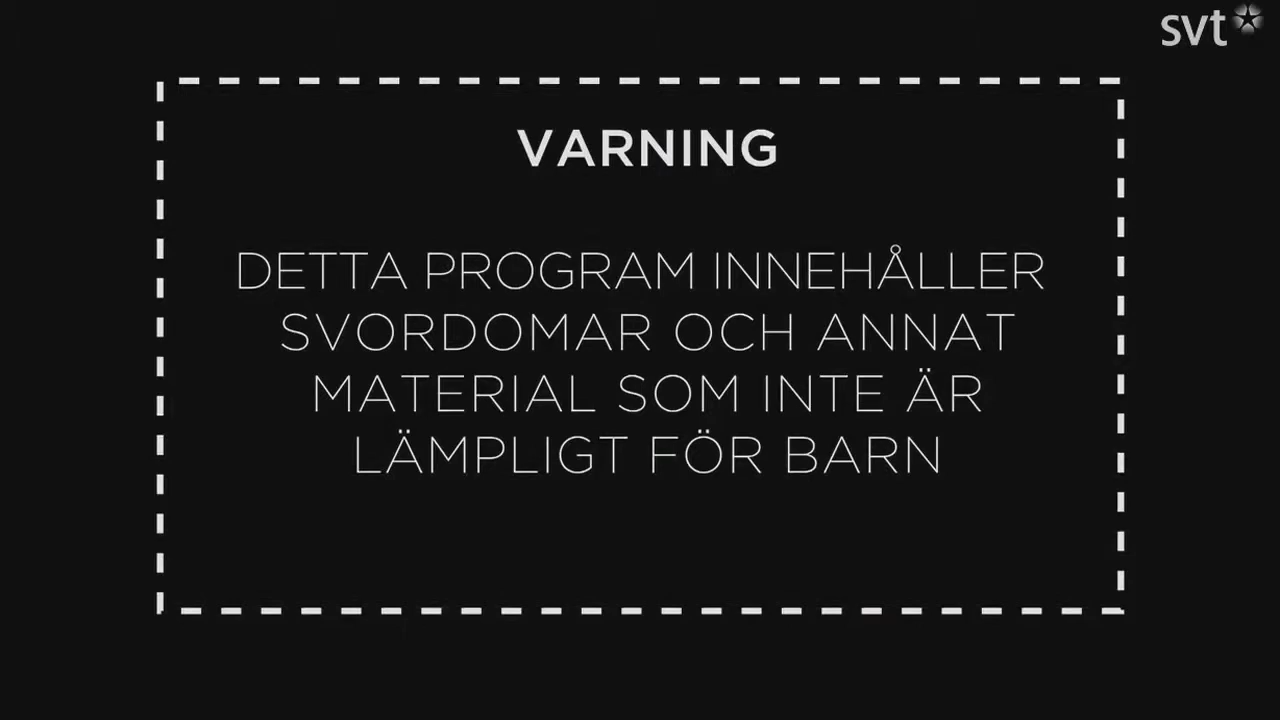 svt
VARNING
DETTA PROGRAM INNEHÅLLER
SVORDOMAR OCH ANNAT
MATERIAL SOM INTE ÄR
LÄMPLIGT FÖR BARN